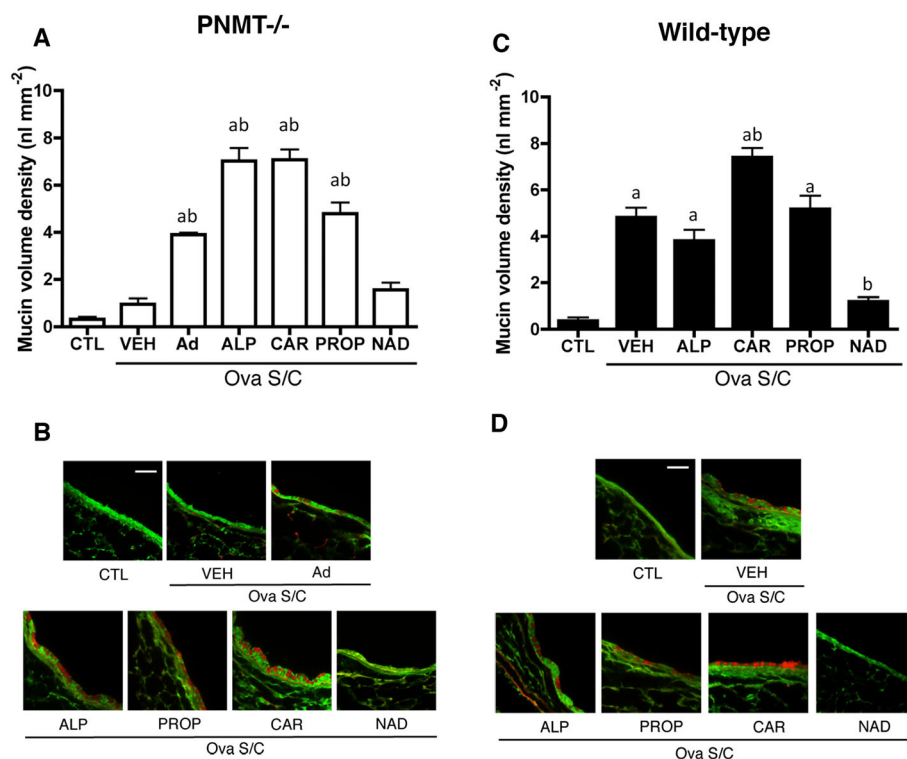 PNMT-/-
A
Mucin volume density (nl mm-2)
10
8
6
4
2
0
ab
ab
ab
ab
CTL VEH Ad ALP CAR PROP NAD
Ova S/C
Wild-type
C
Mucin volume density (nl mm-2)
10
8
6
4
2
0
a
a
ab
a
b
CTL VEH ALP CAR PROP NAD
Ova S/C
B
CTL VEH Ad
Ova S/C
ALP PROP CAR NAD
Ova S/C
D
CTL VEH
Ova S/C
ALP PROP CAR NAD
Ova S/C